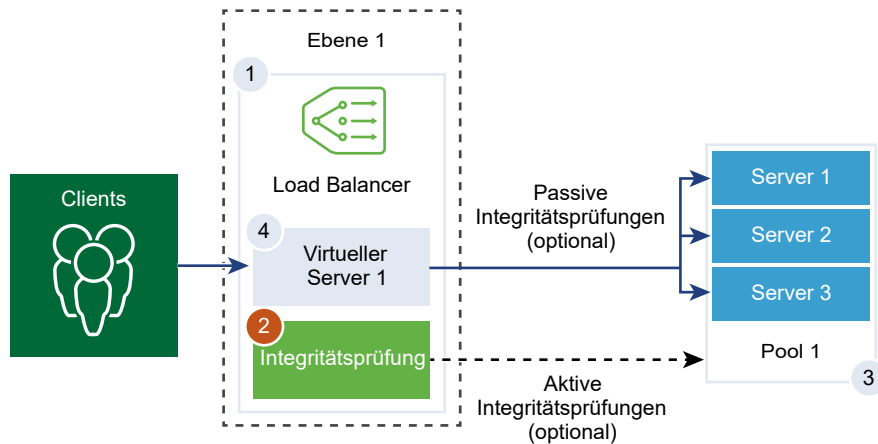 Ebene 1
1
Load Balancer
Clients
4
Virtueller
Server 1
2
Integritätsprüfung
Passive
Integritätsprüfungen
(optional)
Aktive
Integritätsprüfungen
(optional)
Server 1
Server 2
Server 3
Pool 1
3